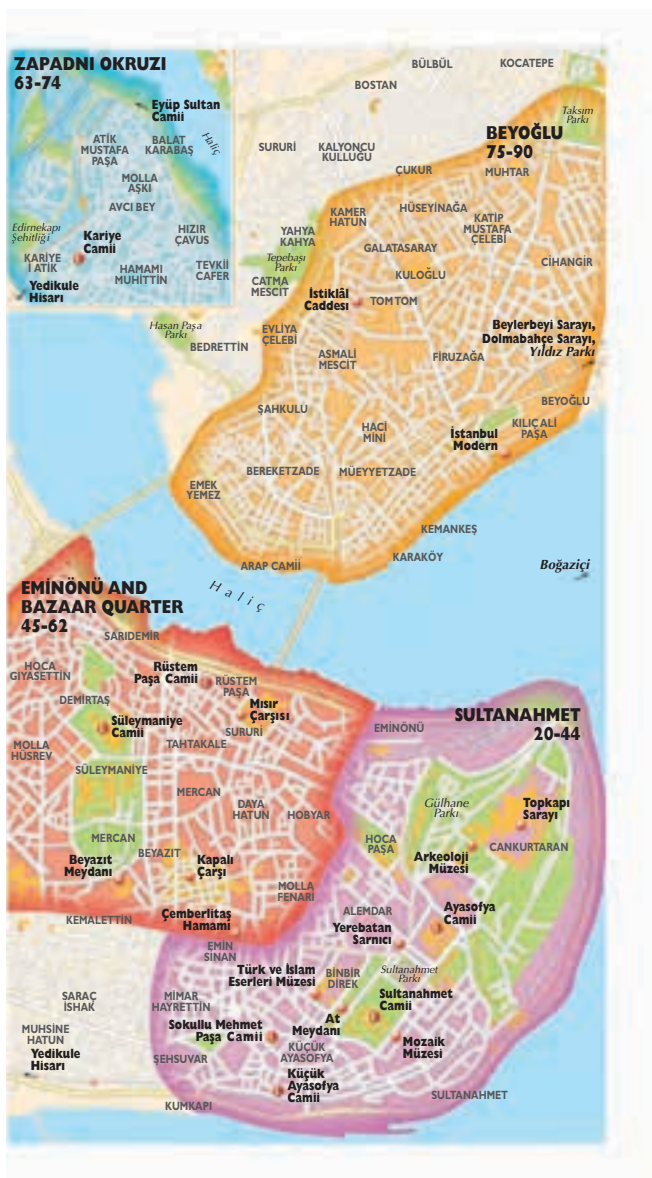 ZAPADNI OKRUZI
63-74
Eyüp Sultan
Camii
ATİK
MUSTAFA
PAŞA
BALAT
KARABAŞ
Haliç
MOLLA
AŞKI
AVCI BEY
Edirnekapı
Şehitliği
Kariye
Camii
HIZIR
ÇAVUS
KARİYE
İ ATİK
HAMAMI
MUHİTTİN
TEVKİİ
CAFER
Yedikule
Hisarı
BÜLBÜL
KOCATEPE
BOSTAN
Taksim
Parkı
BEYOĞLU
75-90
SURURİ
KALYONCU
KULLUĞU
ÇUKUR
MUHTAR
KAMER
HATUN
HÜSEYİNAĞA
KATİP
MUSTAFA
ÇELEBİ
YAHYA
KAHYA
GALATASARAY
Tepebaşı
Parkı
CİHANGİR
KULOĞLU
CATMA
MESCİT
İstiklâl
Caddesi
TOMTOM
Hasan Paşa
Parkı
BEDRETTİN
EVLİYA
ÇELEBİ
Beylerbeyi Sarayı,
Dolmabahçe Sarayı,
Yıldız Parkı
ASMALİ
MESCİT
FİRUZAĞA
ŞAHKULU
BEYOĞLU
HACİ
MİNİ
İstanbul
Modern
KILIÇ ALİ
PAŞA
BEREKETZADE
MÜEYYETZADE
EMEK
YEMEZ
KEMANKEŞ
KARAKÖY
ARAP CAMİİ
Boğaziçi
Haliç
EMİNÖNÜ AND
BAZAAR QUARTER
45-62
SARIDEMİR
HOCA
GIYASETTİN
Rüstem
Paşa Camii
RÜSTEM
PAŞA
DEMİRTAŞ
Mısır
Çarşısı
Süleymaniye
Camii
SURURİ
TAHTAKALE
MOLLA
HÜSREV
SÜLEYMANİYE
MERCAN
DAYA
HATUN
HOBYAR
MERCAN
BEYAZIT
Beyazıt
Meydanı
Kapalı
Çarşı
MOLLA
FENARI
KEMALETTİN
Çemberlitaş
Hamami
SULTANAHMET
20-44
EMİNÖNÜ
Gülhane
Parkı
Topkapı
Sarayı
HOCA
PAŞA
Arkeoloji
Müzesi
CANKURTARAN
ALEMDAR
Ayasofya
Camii
Yerebatan
Sarnıcı
EMİN
SİNAN
Türk ve İslam
Eserleri Müzesi
BİNBİR
DİREK
Sultanahmet
Parkı
SARAÇ
İSHAK
MİMAR
HAYRETTİN
Sultanahmet
Camii
Sokullu Mehmet
Paşa Camii
At
Meydanı
MUHSİNE
HATUN
Yedikule
Hisarı
Mozaik
Müzesi
KÜÇÜK
AYASOFYA
ŞEHSUVAR
Küçük
Ayasofya
Camii
SULTANAHMET
KUMKAPI